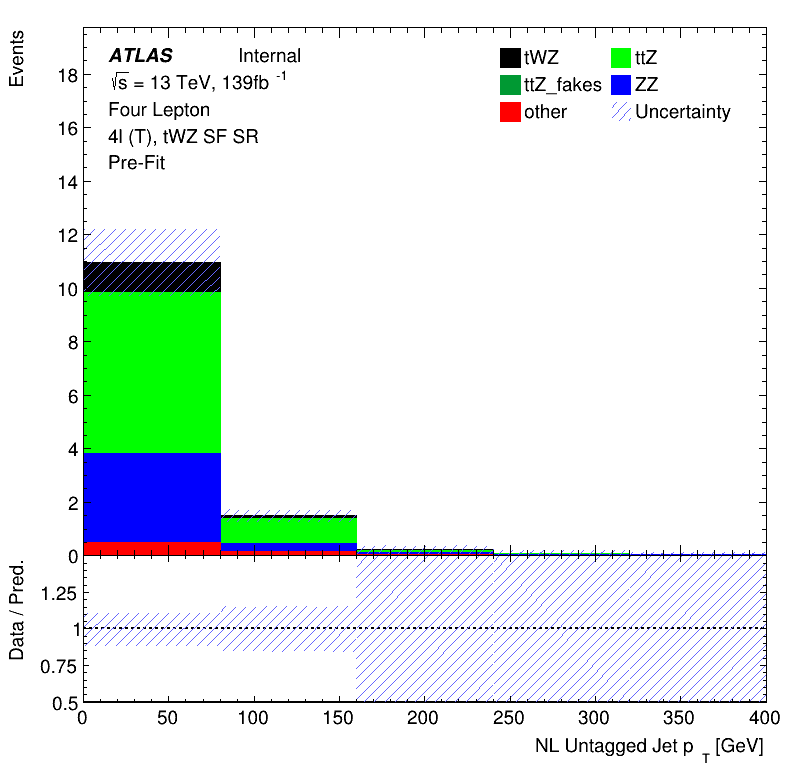 Events
ATLAS Internal
√s = 13 TeV, 139fb -1
Four Lepton
4l (T), tWZ SF SR
Pre-Fit
tWZ ttZ
ttZ_fakes ZZ
other Uncertainty
18
16
14
12
10
8
6
4
2
0
Data / Pred.
1.25
1
0.75
0.5
0 50 100 150 200 250 300 350 400
NL Untagged Jet p T [GeV]